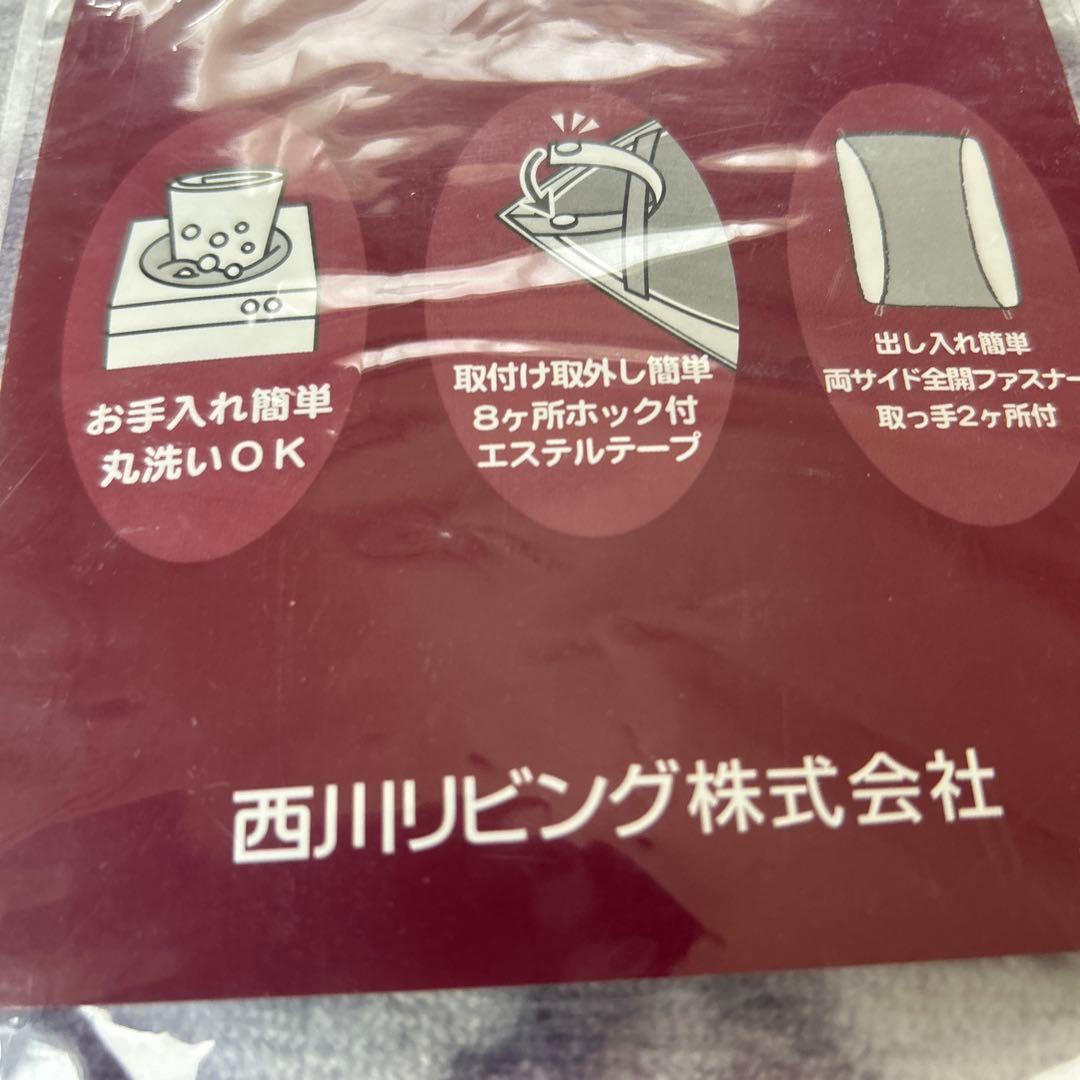 お手入れ簡単
丸洗いOK
取付け取外し簡単
8ヶ所ホック付
エステルテープ
出し入れ簡単
両サイド全開ファスナー
取っ手2ヶ所付
西川リビング株式会社